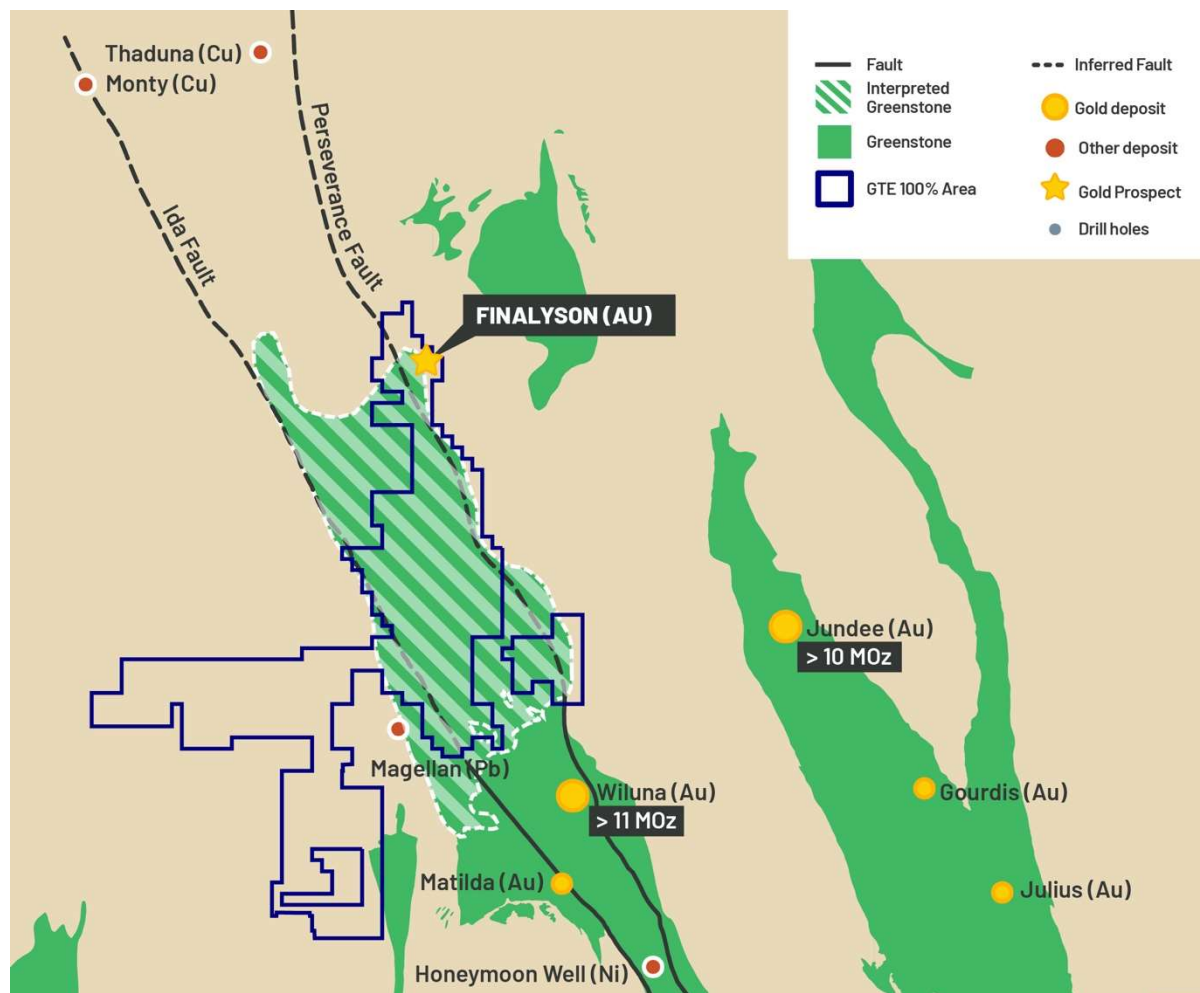 Thaduna (Cu)
Monty (Cu)
Perseverance Fault
Ida Fault
Fault
Interpreted
Greenstone
Greenstone
GTE 100% Area
Inferred Fault
Gold deposit
Other deposit
Gold Prospect
Drill holes
FINALYSON (AU)
Jundee (Au)
> 10 MOz
Magellan (Pb)
Wiluna (Au)
> 11 MOz
Gourdis (Au)
Matilda (Au)
Julius (Au)
Honeymoon Well (Ni)